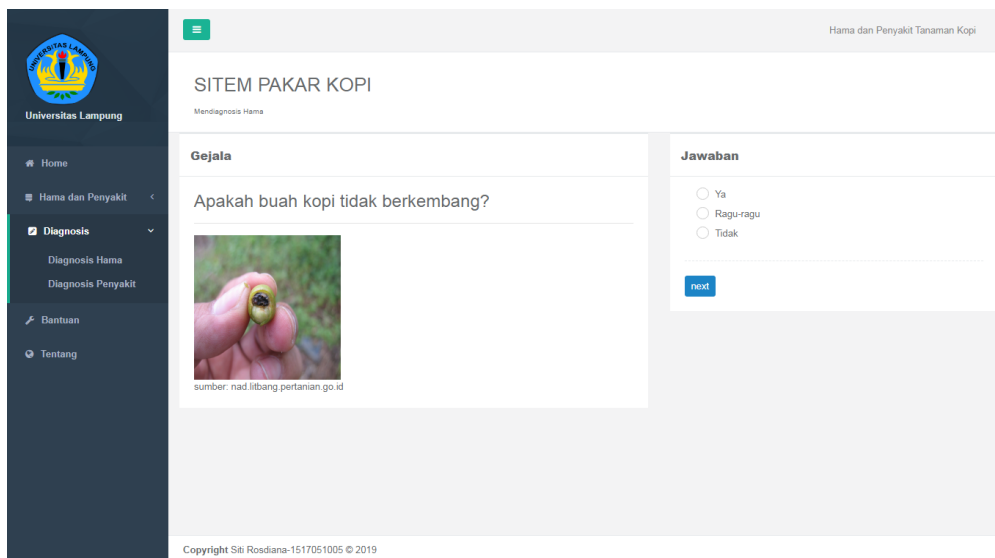 UNIVERSITAS LAMPUNG
Universitas Lampung
Home
Hama dan Penyakit
Diagnosis
Diagnosis Hama
Diagnosis Penyakit
Bantuan
Tentang
Hama dan Penyakit Tanaman Kopi
SITEM PAKAR KOPI
Mendiagnosis Hama
Gejala
Apakah buah kopi tidak berkembang?
sumber: nad.litbang.pertanian.go.id
Jawaban
Ya
Ragu-ragu
Tidak
next
Copyright Siti Rosdiana-1517051005 © 2019